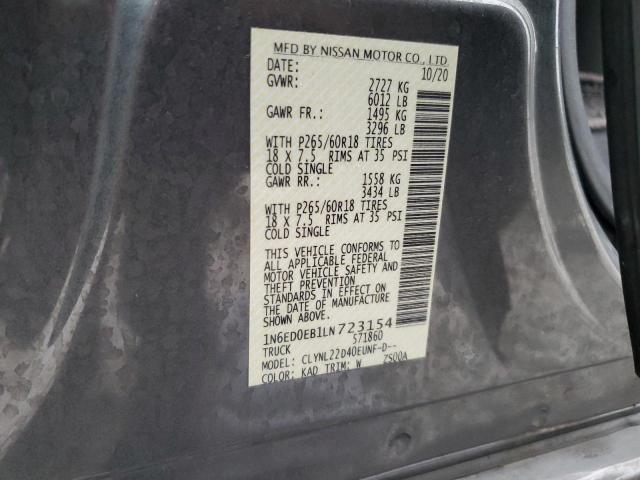 MFD BY NISSAN MOTOR CO., LTD.
DATE: 10/20
GVWR: 2727 KG
6012 LB
GAWR FR.: 1495 KG
3296 LB
WITH P265/60R18 TIRES
18 X 7.5 RIMS AT 35 PSI
COLD SINGLE
GAWR RR.: 1558 KG
3434 LB
WITH P265/60R18 TIRES
18 X 7.5 RIMS AT 35 PSI
COLD SINGLE
THIS VEHICLE CONFORMS TO
ALL APPLICABLE FEDERAL
MOTOR VEHICLE SAFETY AND
THEFT PREVENTION
STANDARDS IN EFFECT ON
THE DATE OF MANUFACTURE.
1N6ED0EB1LN723154
TRUCK 571860
MODEL: CLYNL22D40EUNF-D--
COLOR: KAD TRIM: W Z500A